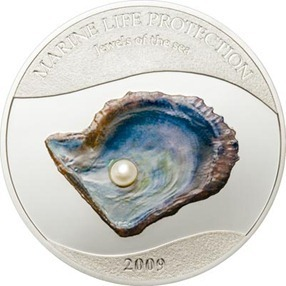 MARINE LIFE PROTECTION
Jewels of the sea
2009